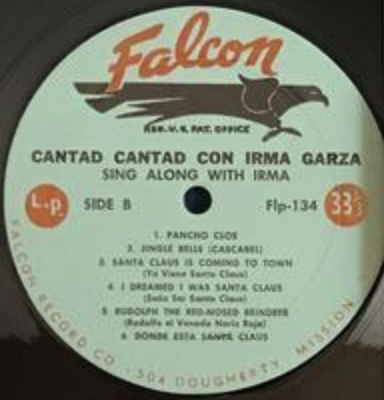 Falcon
REG. U.S. PAT. OFFICE
CANTAD CANTAD CON IRMA GARZA
SING ALONG WITH IRMA
L.P. SIDE B Flp-134 33⅓
1. PANCHO CLOS
2. JINGLE BELLS (CASCABEL)
3. SANTA CLAUS IS COMING TO TOWN
(Ya Viene Santa Claus)
4. I DREAMED I WAS SANTA CLAUS
(Soñe Ser Santa Claus)
5. RUDOLPH THE RED-NOSED REINDEER
(Rodolfo el Venado Nariz Roja)
6. DONDE ESTA SANTA CLAUS
FALCON RECORD CO. · 504 DOUGHERTY · MISSION